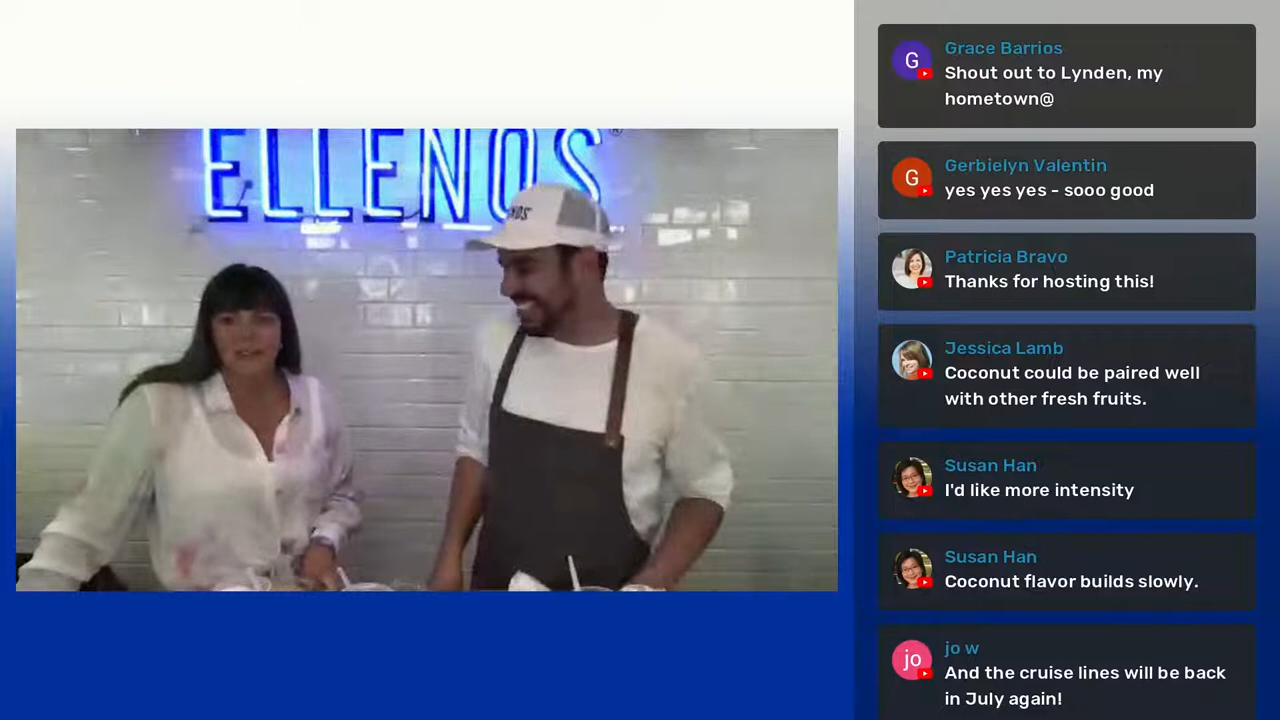 ELLENOS®
NOS
Grace Barrios
Shout out to Lynden, my
hometown@
Gerbielyn Valentin
yes yes yes - sooo good
Patricia Bravo
Thanks for hosting this!
Jessica Lamb
Coconut could be paired well
with other fresh fruits.
Susan Han
I'd like more intensity
Susan Han
Coconut flavor builds slowly.
jo w
And the cruise lines will be back
in July again!
G
G
jo